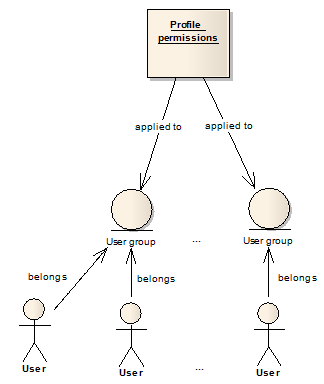 Profile
permissions
applied to applied to
User group ... User group
belongs belongs belongs
User User ... User